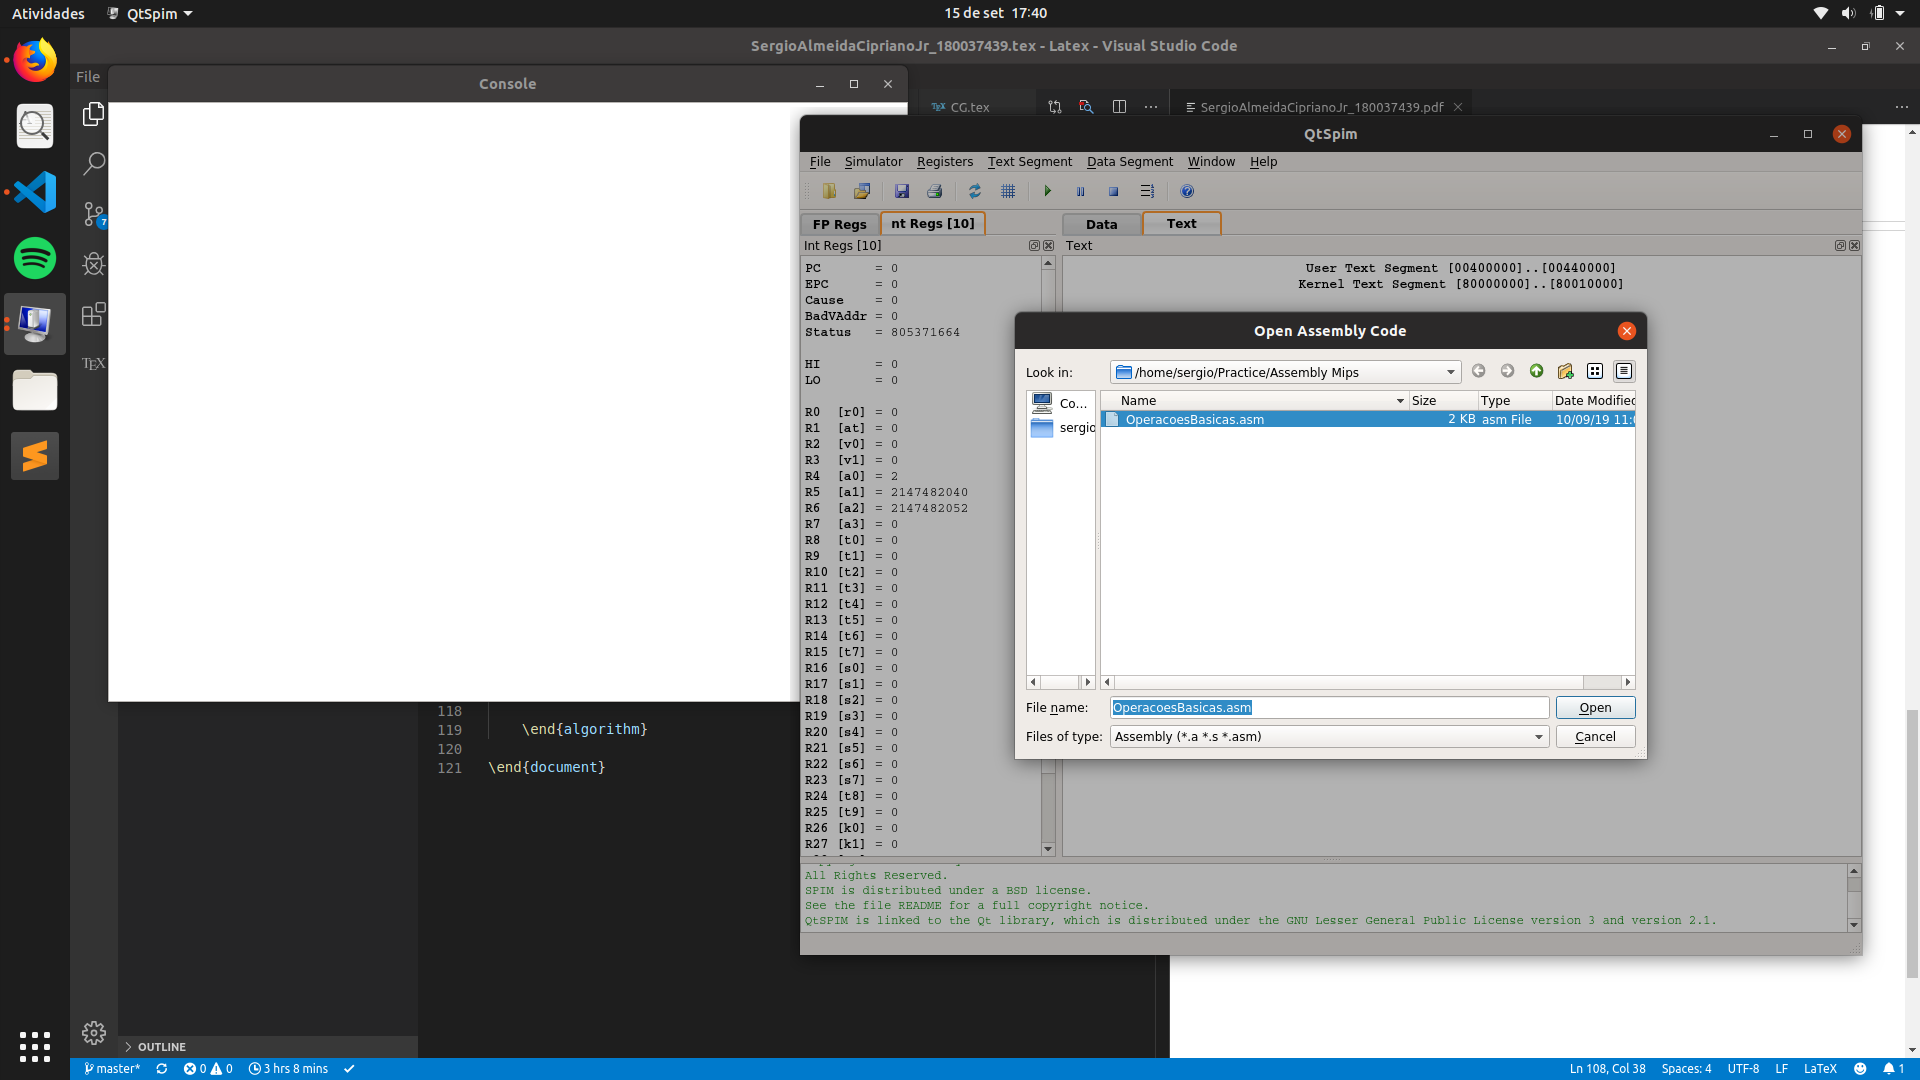 Atividades
QtSpim
15 de set 17:40
SergioAlmeidaCiprianoJr_180037439.tex - Latex - Visual Studio Code
File
Console
CG.tex
SergioAlmeidaCiprianoJr_180037439.pdf
QtSpim
File Simulator Registers Text Segment Data Segment Window Help
FP Regs
nt Regs [10]
Data
Text
Int Regs [10]
Text
PC = 0
EPC = 0
Cause = 0
BadVAddr = 0
Status = 805371664
HI = 0
LO = 0
R0 [r0] = 0
R1 [at] = 0
R2 [v0] = 0
R3 [v1] = 0
R4 [a0] = 2
R5 [a1] = 2147482040
R6 [a2] = 2147482052
R7 [a3] = 0
R8 [t0] = 0
R9 [t1] = 0
R10 [t2] = 0
R11 [t3] = 0
R12 [t4] = 0
R13 [t5] = 0
R14 [t6] = 0
R15 [t7] = 0
R16 [s0] = 0
R17 [s1] = 0
R18 [s2] = 0
R19 [s3] = 0
R20 [s4] = 0
R21 [s5] = 0
R22 [s6] = 0
R23 [s7] = 0
R24 [t8] = 0
R25 [t9] = 0
R26 [k0] = 0
R27 [k1] = 0
User Text Segment [00400000]..[00440000]
Kernel Text Segment [80000000]..[80010000]
Open Assembly Code
Look in:
/home/sergio/Practice/Assembly Mips
Co...
sergio
Name Size Type Date Modified
OperacoesBasicas.asm 2 KB asm File 10/09/19 11:
File name:
OperacoesBasicas.asm
Open
Files of type:
Assembly (*.a *.s *.asm)
Cancel
All Rights Reserved.
SPIM is distributed under a BSD license.
See the file README for a full copyright notice.
QtSPIM is linked to the Qt library, which is distributed under the GNU Lesser General Public License version 3 and version 2.1.
118
119 \end{algorithm}
120
121 \end{document}
TEX
7
OUTLINE
master*
0
0
3 hrs 8 mins
Ln 108, Col 38
Spaces: 4
UTF-8
LF
LaTeX
1